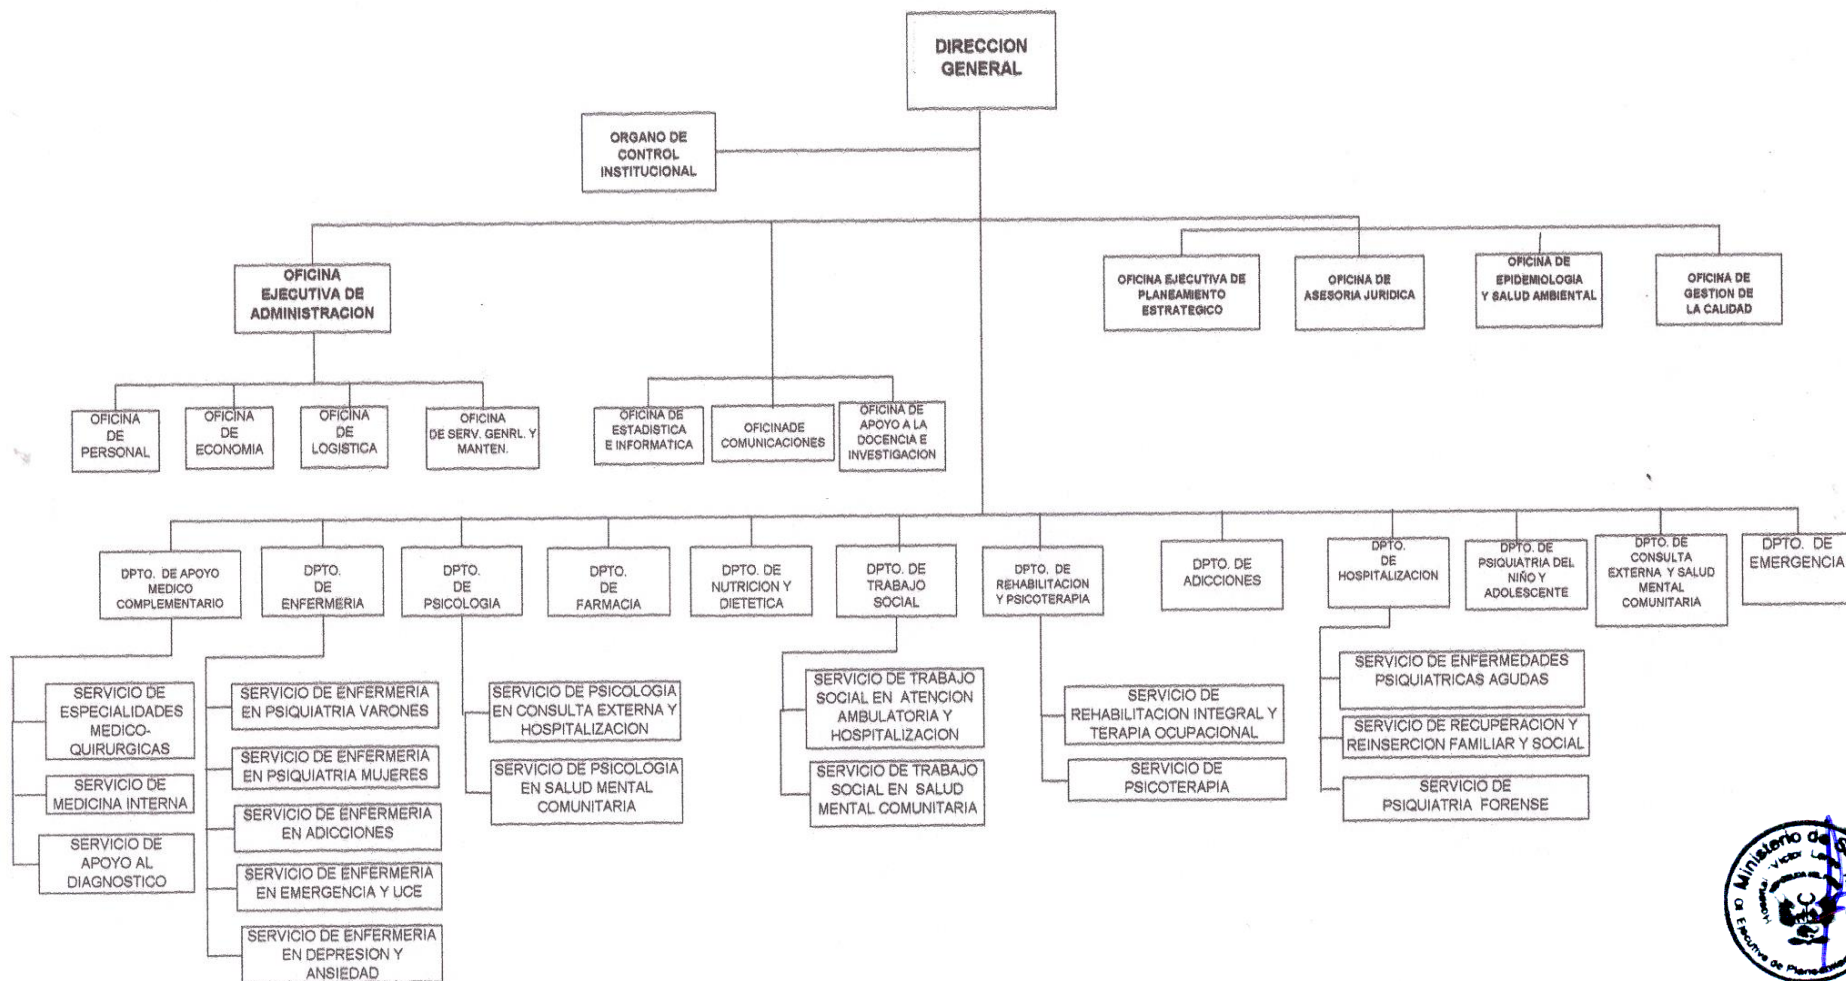 DIRECCION
GENERAL
ORGANO DE
CONTROL
INSTITUCIONAL
OFICINA
EJECUTIVA DE
ADMINISTRACION
OFICINA EJECUTIVA DE
PLANEAMIENTO
ESTRATEGICO
OFICINA DE
ASESORIA JURIDICA
OFICINA DE
EPIDEMIOLOGIA
Y SALUD AMBIENTAL
OFICINA DE
GESTION DE
LA CALIDAD
OFICINA
DE
PERSONAL
OFICINA
DE
ECONOMIA
OFICINA
DE
LOGISTICA
OFICINA
DE SERV. GENRL. Y
MANTEN.
OFICINA DE
ESTADISTICA
E INFORMATICA
OFICINADE
COMUNICACIONES
OFICINA DE
APOYO A LA
DOCENCIA E
INVESTIGACION
DPTO. DE APOYO
MEDICO
COMPLEMENTARIO
DPTO.
DE
ENFERMERIA
DPTO.
DE
PSICOLOGIA
DPTO.
DE
FARMACIA
DPTO. DE
NUTRICION Y
DIETETICA
DPTO. DE
TRABAJO
SOCIAL
DPTO. DE
REHABILITACION
Y PSICOTERAPIA
DPTO. DE
ADICCIONES
DPTO.
DE
HOSPITALIZACION
DPTO. DE
PSIQUIATRIA DEL
NIÑO Y
ADOLESCENTE
DPTO. DE
CONSULTA
EXTERNA Y SALUD
MENTAL
COMUNITARIA
DPTO. DE
EMERGENCIA
SERVICIO DE
ESPECIALIDADES
MEDICO-
QUIRURGICAS
SERVICIO DE
MEDICINA INTERNA
SERVICIO DE
APOYO AL
DIAGNOSTICO
SERVICIO DE ENFERMERIA
EN PSIQUIATRIA VARONES
SERVICIO DE ENFERMERIA
EN PSIQUIATRIA MUJERES
SERVICIO DE ENFERMERIA
EN ADICCIONES
SERVICIO DE ENFERMERIA
EN EMERGENCIA Y UCE
SERVICIO DE ENFERMERIA
EN DEPRESION Y
ANSIEDAD
SERVICIO DE PSICOLOGIA
EN CONSULTA EXTERNA Y
HOSPITALIZACION
SERVICIO DE PSICOLOGIA
EN SALUD MENTAL
COMUNITARIA
SERVICIO DE TRABAJO
SOCIAL EN ATENCION
AMBULATORIA Y
HOSPITALIZACION
SERVICIO DE TRABAJO
SOCIAL EN SALUD
MENTAL COMUNITARIA
SERVICIO DE
REHABILITACION INTEGRAL Y
TERAPIA OCUPACIONAL
SERVICIO DE
PSICOTERAPIA
SERVICIO DE ENFERMEDADES
PSIQUIATRICAS AGUDAS
SERVICIO DE RECUPERACION Y
REINSERCION FAMILIAR Y SOCIAL
SERVICIO DE
PSIQUIATRIA FORENSE
Ministerio de
Victor
Of Ejecutiva de